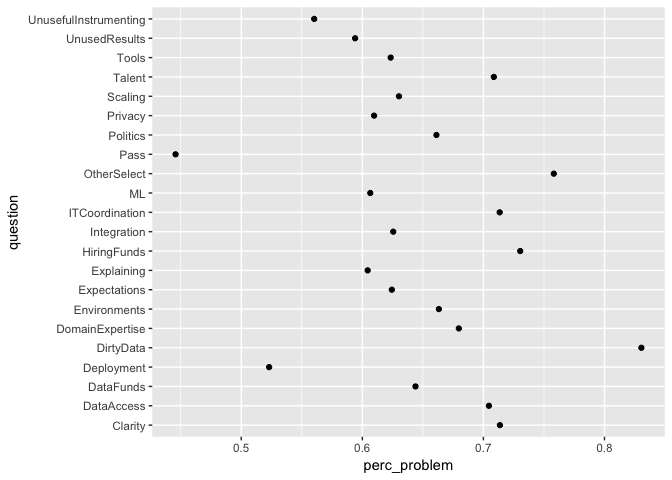 UnusefulInstrumenting
UnusedResults
Tools
Talent
Scaling
Privacy
Politics
Pass
OtherSelect
ML
ITCoordination
Integration
HiringFunds
Explaining
Expectations
Environments
DomainExpertise
DirtyData
Deployment
DataFunds
DataAccess
Clarity
question
0.5 0.6 0.7 0.8
perc_problem